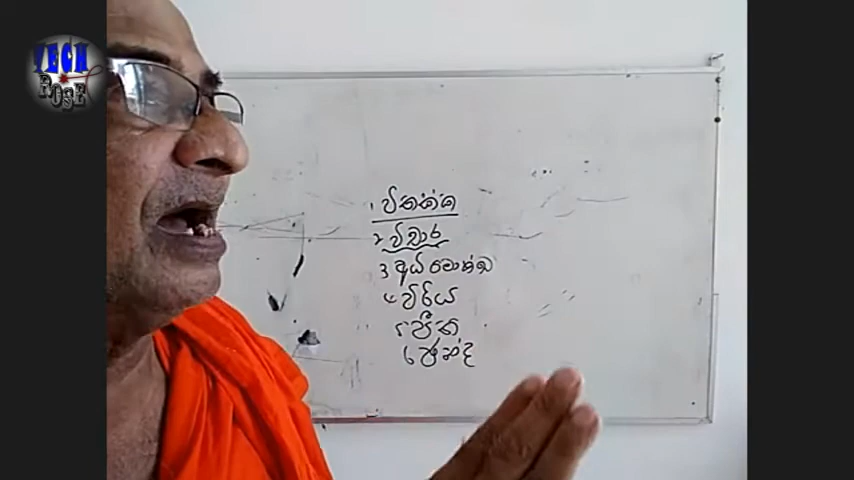 TECH
ROSE
1 විතක්ක
2 විචාර
3 අධිමොක්ඛ
4 විරිය
5 පීති
6 ඡන්ද